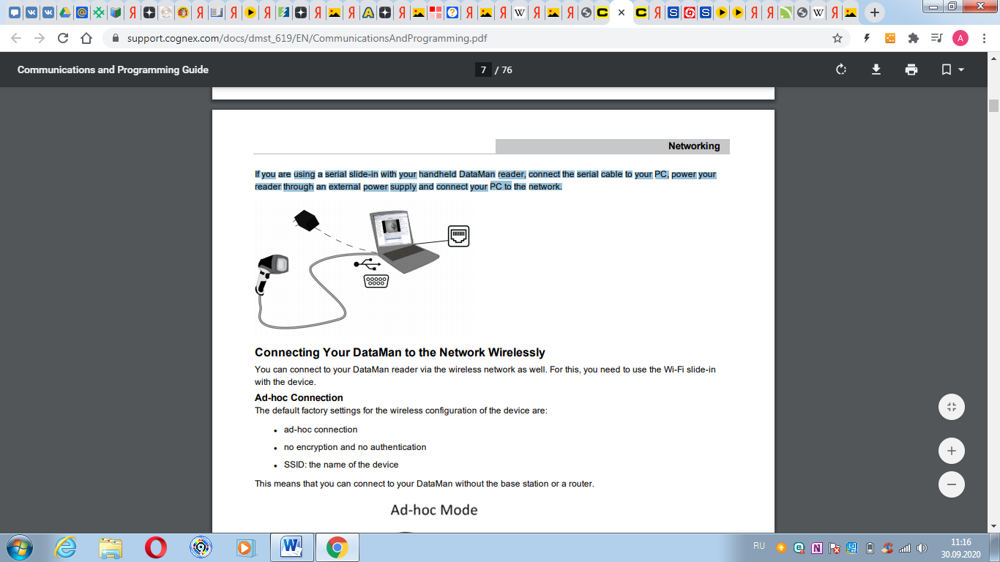 support.cognex.com/docs/dmst_619/EN/CommunicationsAndProgramming.pdf
A
Communications and Programming Guide
7 / 76
Networking
If you are using a serial slide-in with your handheld DataMan reader, connect the serial cable to your PC, power your
reader through an external power supply and connect your PC to the network.
Connecting Your DataMan to the Network Wirelessly
You can connect to your DataMan reader via the wireless network as well. For this, you need to use the Wi-Fi slide-in
with the device.
Ad-hoc Connection
The default factory settings for the wireless configuration of the device are:
• ad-hoc connection
• no encryption and no authentication
• SSID: the name of the device
This means that you can connect to your DataMan without the base station or a router.
Ad-hoc Mode
RU
11:16
30.09.2020